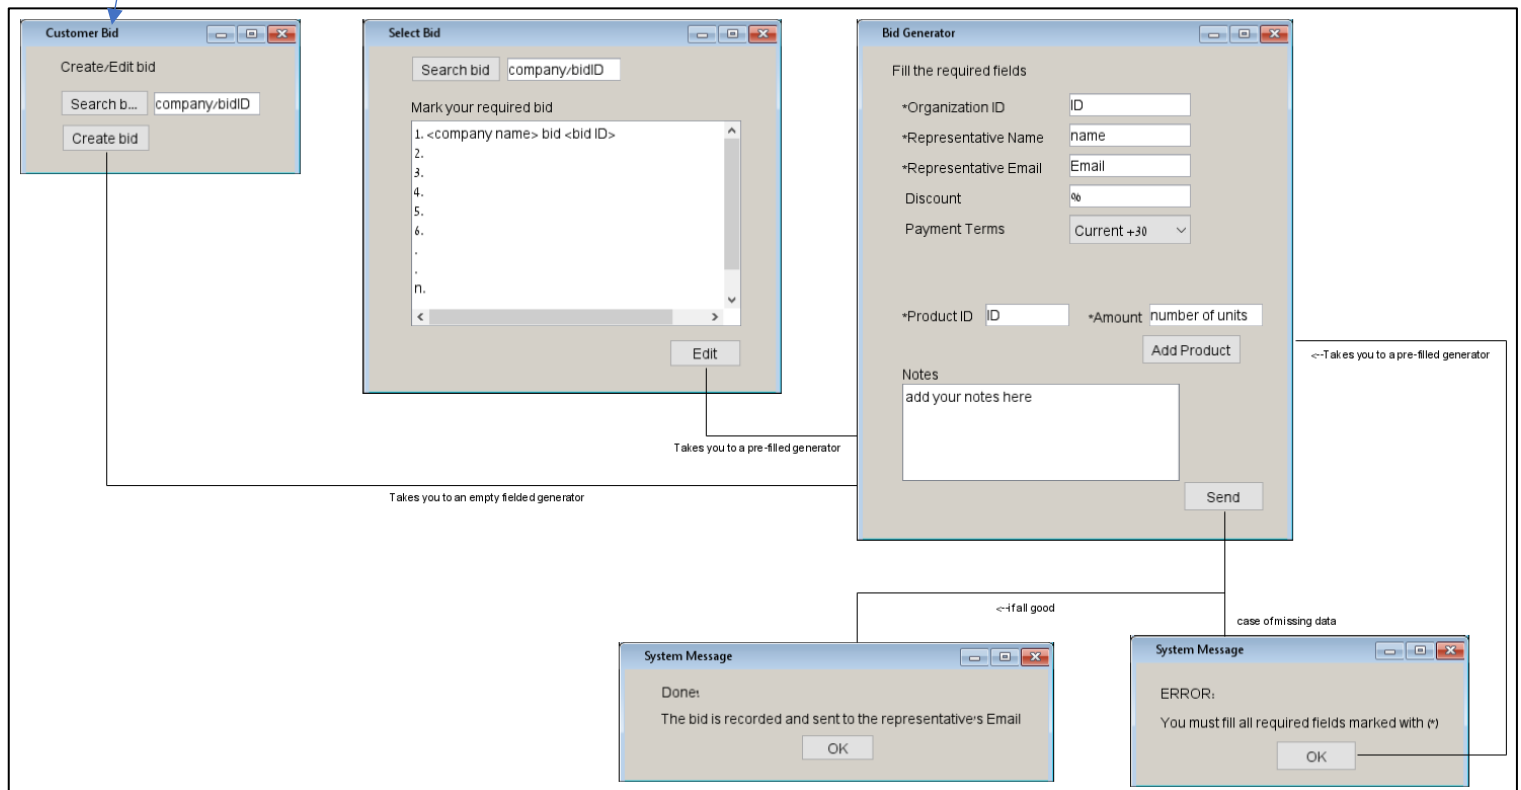 Customer Bid
Create/Edit bid
Search b... company/bidID
Create bid
Select Bid
Search bid company/bidID
Mark your required bid
1. <company name> bid <bid ID>
2.
3.
4.
5.
6.
.
.
n.
Edit
Bid Generator
Fill the required fields
*Organization ID ID
*Representative Name name
*Representative Email Email
Discount %
Payment Terms Current +30
*Product ID ID *Amount number of units
Add Product
Notes
add your notes here
Send
<--Takes you to a pre-filled generator
Takes you to a pre-filled generator
Takes you to an empty fielded generator
<--if all good
case of missing data
System Message
Done!
The bid is recorded and sent to the representative's Email
OK
System Message
ERROR:
You must fill all required fields marked with (*)
OK